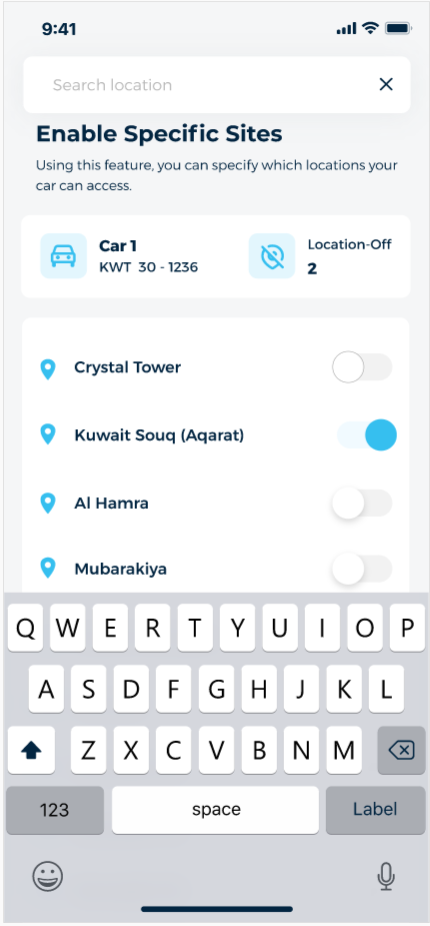 9:41
Search location
Enable Specific Sites
Using this feature, you can specify which locations your
car can access.
Car 1
KWT 30 - 1236
Location-Off
2
Crystal Tower
Kuwait Souq (Aqarat)
Al Hamra
Mubarakiya
Q W E R T Y U I O P
A S D F G H J K L
Z X C V B N M
123 space Label